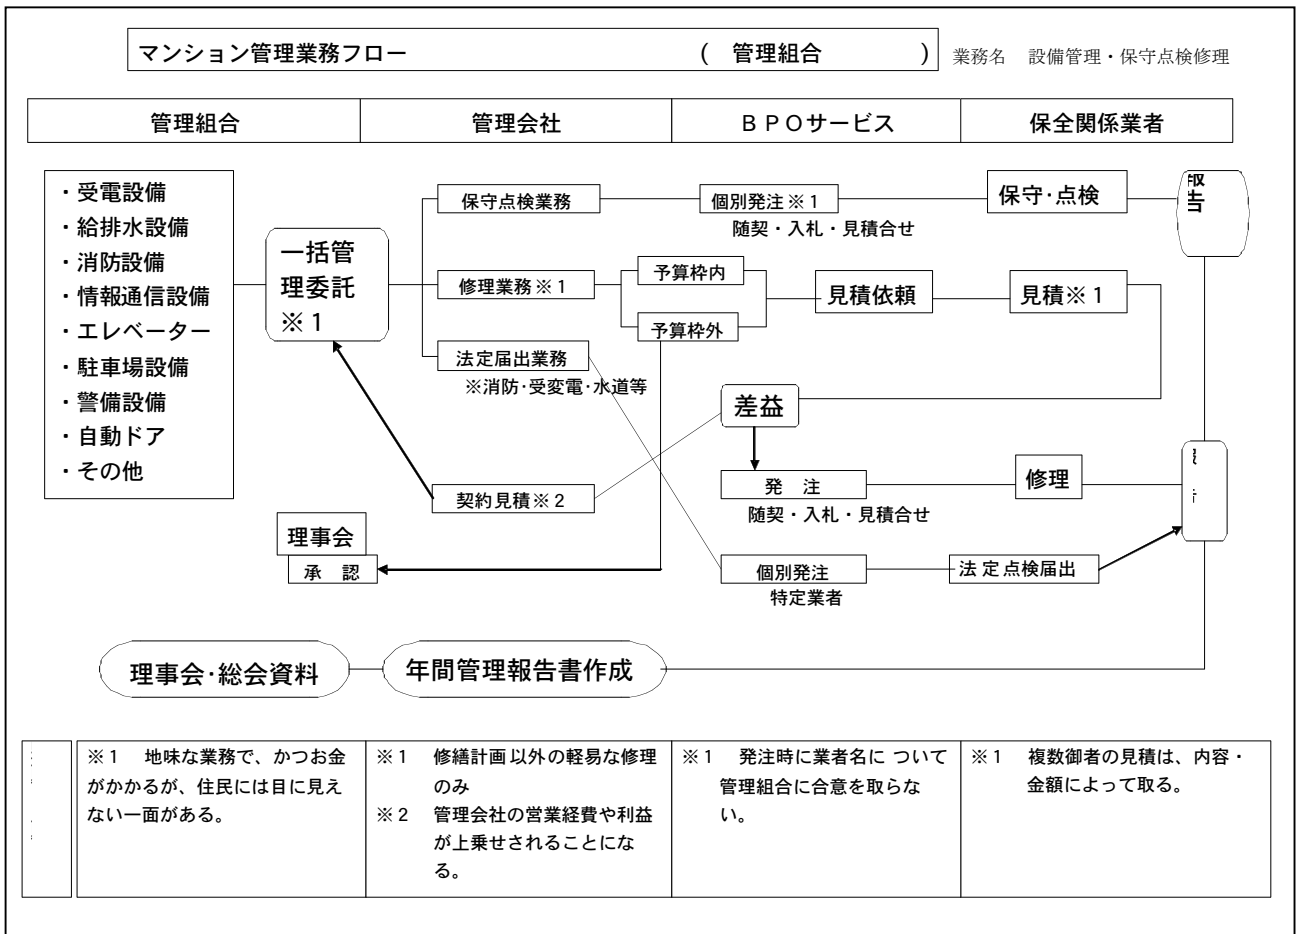 マンション管理業務フロー ( 管理組合 )
業務名 設備管理・保守点検修理
管理組合
管理会社
ＢＰＯサービス
保全関係業者
・受電設備
・給排水設備
・消防設備
・情報通信設備
・エレベーター
・駐車場設備
・警備設備
・自動ドア
・その他
一括管
理委託
※１
保守点検業務
個別発注※１
随契・入札・見積合せ
保守･点検
報告
修理業務※１
予算枠内
予算枠外
見積依頼
見積※１
法定届出業務
※消防･受変電･水道等
差益
契約見積※２
発 注
随契・入札・見積合せ
修理
理事会
承 認
個別発注
特定業者
法定点検届出
理事会･総会資料
年間管理報告書作成
※１ 地味な業務で、かつお金
がかかるが、住民には目に見え
ない一面がある。
※１ 修繕計画以外の軽易な修理
のみ
※２ 管理会社の営業経費や利益
が上乗せされることにな
る。
※１ 発注時に業者名に ついて
管理組合に合意を取らな
い。
※１ 複数御者の見積は、内容・
金額によって取る。